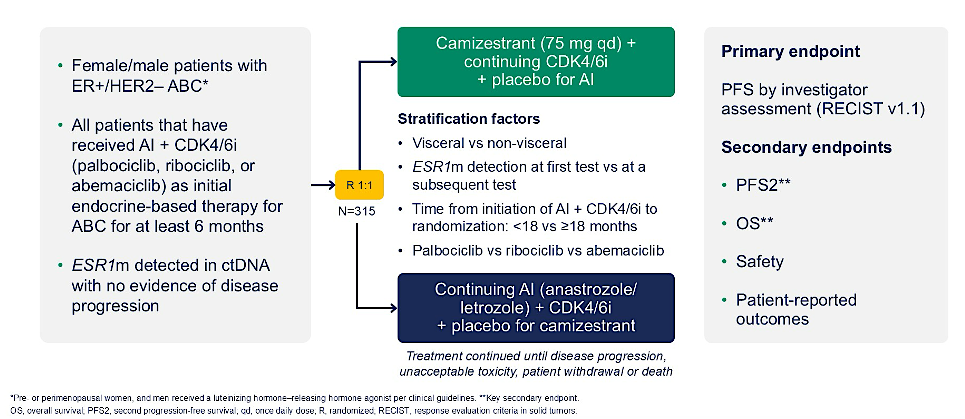 • Female/male patients with
ER+/HER2– ABC*
• All patients that have
received AI + CDK4/6i
(palbociclib, ribociclib, or
abemaciclib) as initial
endocrine-based therapy for
ABC for at least 6 months
• ESR1m detected in ctDNA
with no evidence of disease
progression
R 1:1
N=315
Camizestrant (75 mg qd) +
continuing CDK4/6i
+ placebo for AI
Stratification factors
• Visceral vs non-visceral
• ESR1m detection at first test vs at a
subsequent test
• Time from initiation of AI + CDK4/6i to
randomization: <18 vs ≥18 months
• Palbociclib vs ribociclib vs abemaciclib
Continuing AI (anastrozole/
letrozole) + CDK4/6i
+ placebo for camizestrant
Treatment continued until disease progression,
unacceptable toxicity, patient withdrawal or death
Primary endpoint
PFS by investigator
assessment (RECIST v1.1)
Secondary endpoints
• PFS2**
• OS**
• Safety
• Patient-reported
outcomes
*Pre- or perimenopausal women, and men received a luteinizing hormone–releasing hormone agonist per clinical guidelines. **Key secondary endpoint.
OS, overall survival; PFS2, second progression-free survival; qd, once daily dose; R, randomized; RECIST, response evaluation criteria in solid tumors.